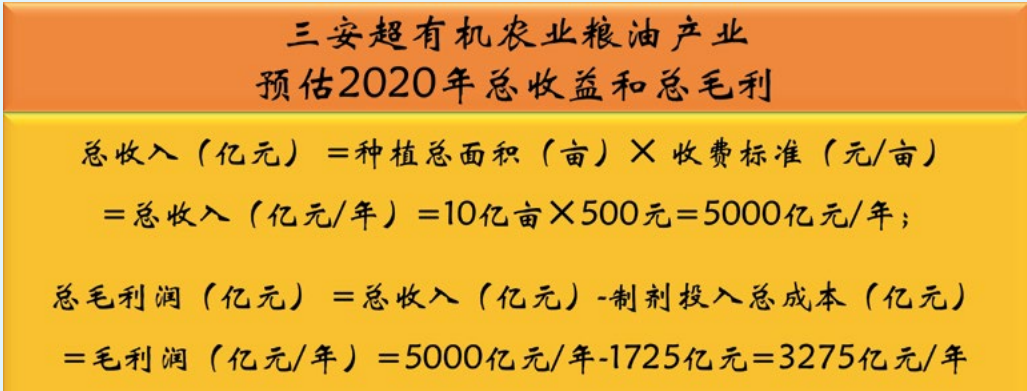 三安超有机农业粮油产业
预估2020年总收益和总毛利
总收入（亿元）=种植总面积（亩）×收费标准（元/亩）
=总收入（亿元/年）=10亿亩×500元=5000亿元/年；
总毛利润（亿元）=总收入（亿元）-制剂投入总成本（亿元）
=毛利润（亿元/年）=5000亿元/年-1725亿元=3275亿元/年